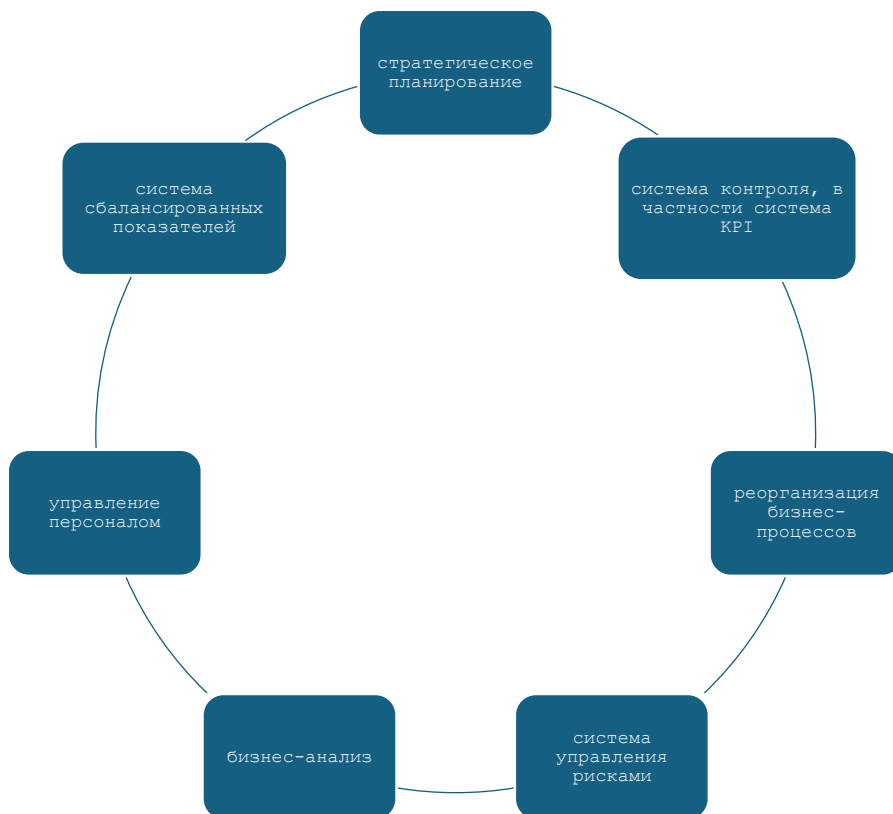 стратегическое
планирование
система контроля, в
частности система
KPI
реорганизация
бизнес-
процессов
система
управления
рисками
бизнес-анализ
управление
персоналом
система
сбалансированных
показателей